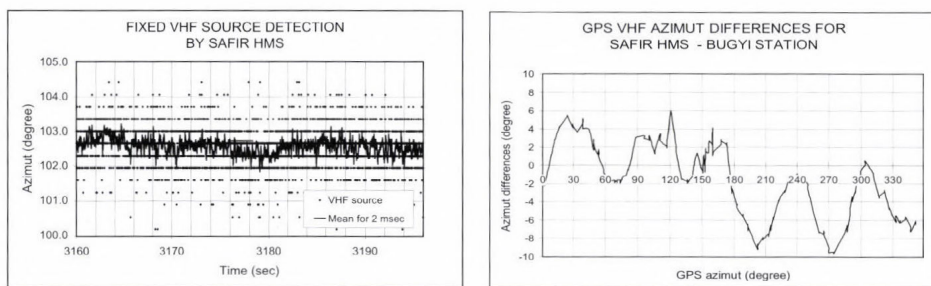 FIXED VHF SOURCE DETECTION
BY SAFIR HMS
105.0
104.0
103.0
102.0
101.0
100.0
Azimut (degree)
VHF source
Mean for 2 msec
3160
3170
3180
3190
Time (sec)
GPS VHF AZIMUT DIFFERENCES FOR
SAFIR HMS - BUGYI STATION
10
8
6
4
2
0
-2
-4
-6
-8
-10
Azimut differences (degree)
0 30 60 90 120 150 180 210 240 270 300 330
GPS azimut (degree)